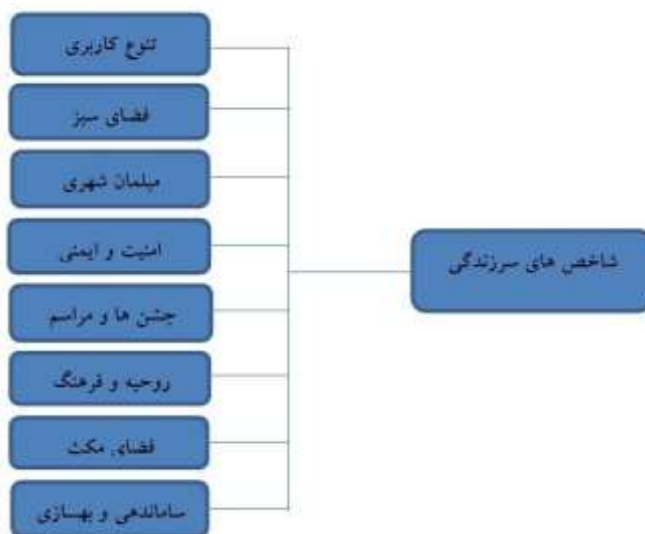 شاخص های سرزندگی
تنوع کاربری
فضای سبز
مبلمان شهری
امنیت و ایمنی
جشن ها و مراسم
روحیه و فرهنگ
فضای مکث
ساماندهی و بهسازی